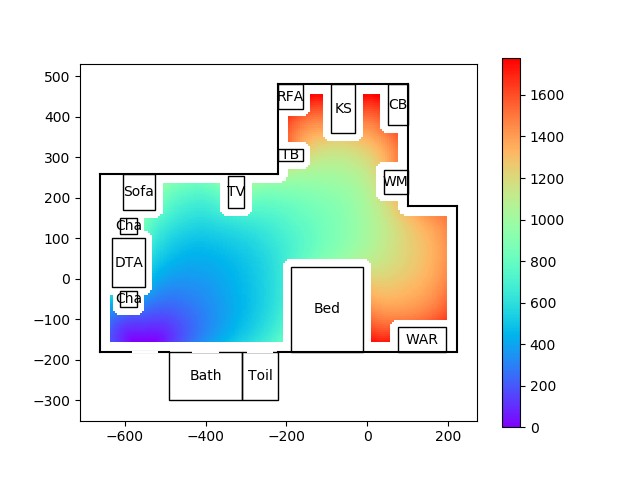 500
400
300
200
100
0
−100
−200
−300
−600
−400
−200
0
200
RFA
KS
CB
TB
WM
Sofa
TV
Cha
DTA
Cha
Bed
WAR
Bath
Toil
1600
1400
1200
1000
800
600
400
200
0